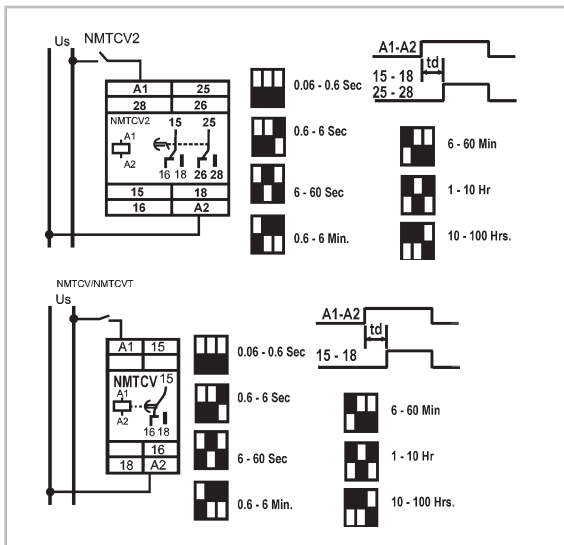 Us NMTCV2
A1 25
28 26
NMTCV2 15 25
A1
A2
16 18 26 28
15 18
16 A2
0.06 - 0.6 Sec
0.6 - 6 Sec
6 - 60 Sec
0.6 - 6 Min.
A1-A2
15 - 18 td
25 - 28
6 - 60 Min
1 - 10 Hr
10 - 100 Hrs.
NMTCV/NMTCVT
Us
A1 15
NMTCV 15
A1
A2
16 18
16
18 A2
0.06 - 0.6 Sec
0.6 - 6 Sec
6 - 60 Sec
0.6 - 6 Min.
A1-A2
td
15 - 18
6 - 60 Min
1 - 10 Hr
10 - 100 Hrs.